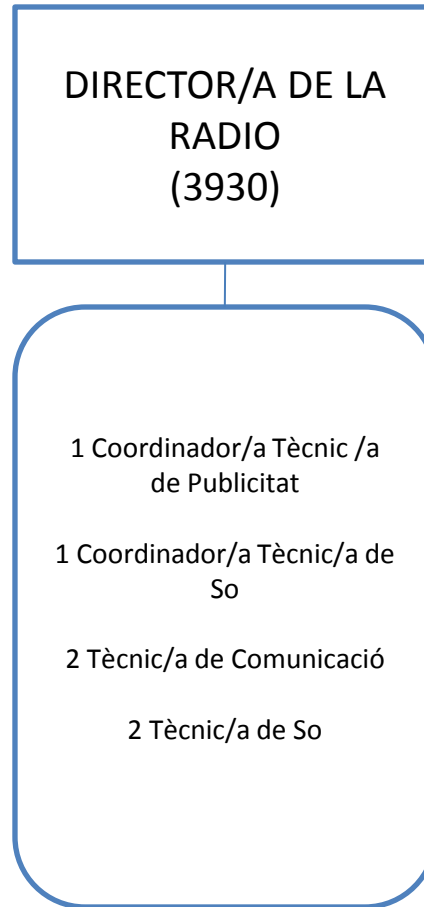 DIRECTOR/A DE LA
RADIO
(3930)
1 Coordinador/a Tècnic /a
de Publicitat
1 Coordinador/a Tècnic/a de
So
2 Tècnic/a de Comunicació
2 Tècnic/a de So